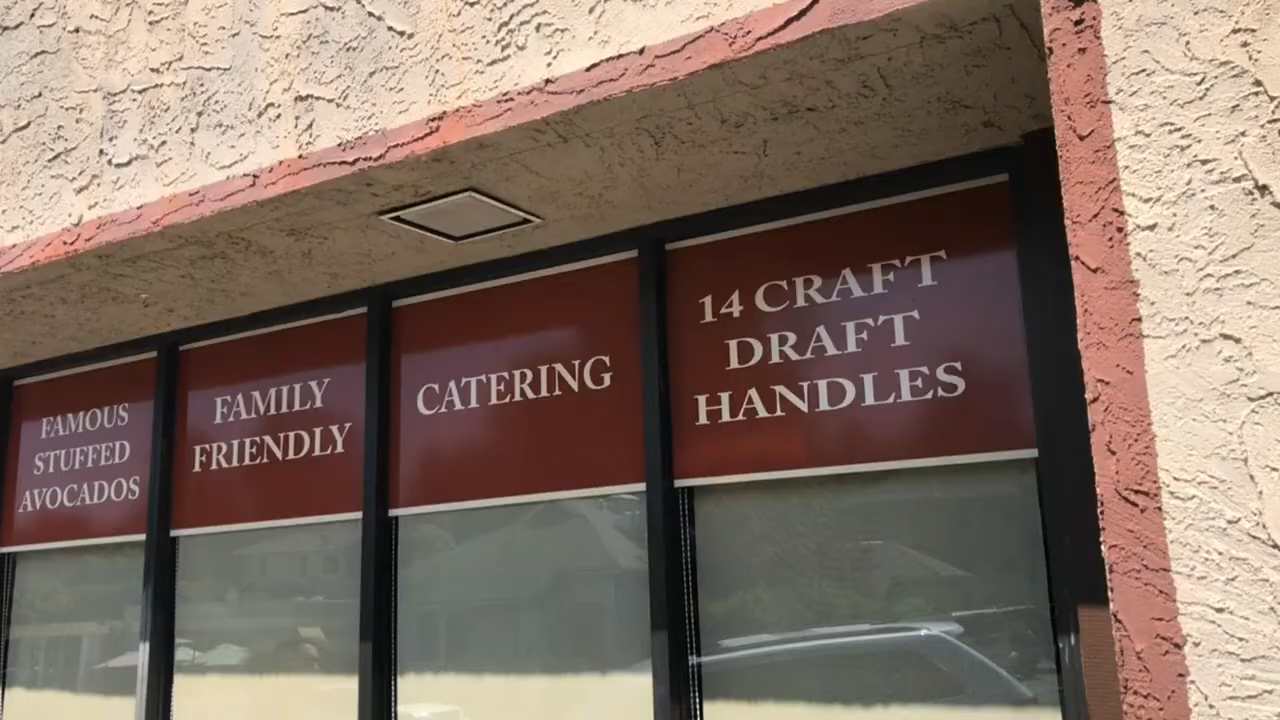 FAMOUS
STUFFED
AVOCADOS
FAMILY
FRIENDLY
CATERING
14 CRAFT
DRAFT
HANDLES